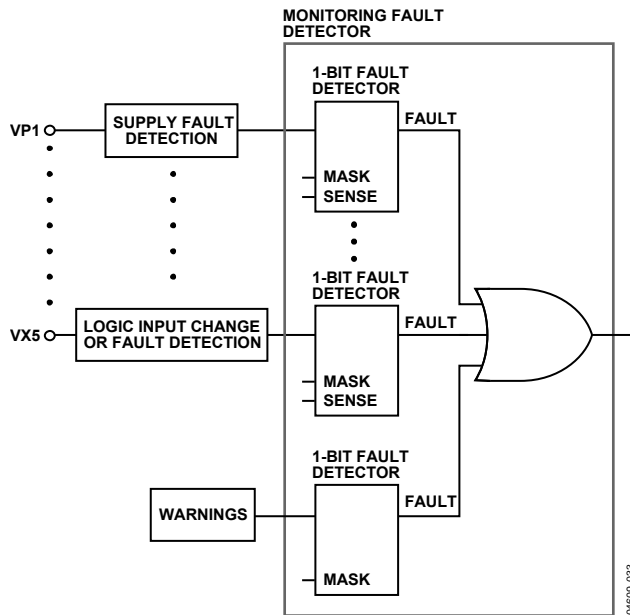 MONITORING FAULT
DETECTOR
1-BIT FAULT
DETECTOR
VP1
SUPPLY FAULT
DETECTION
FAULT
MASK
SENSE
1-BIT FAULT
DETECTOR
VX5
LOGIC INPUT CHANGE
OR FAULT DETECTION
FAULT
MASK
SENSE
1-BIT FAULT
DETECTOR
WARNINGS
FAULT
MASK